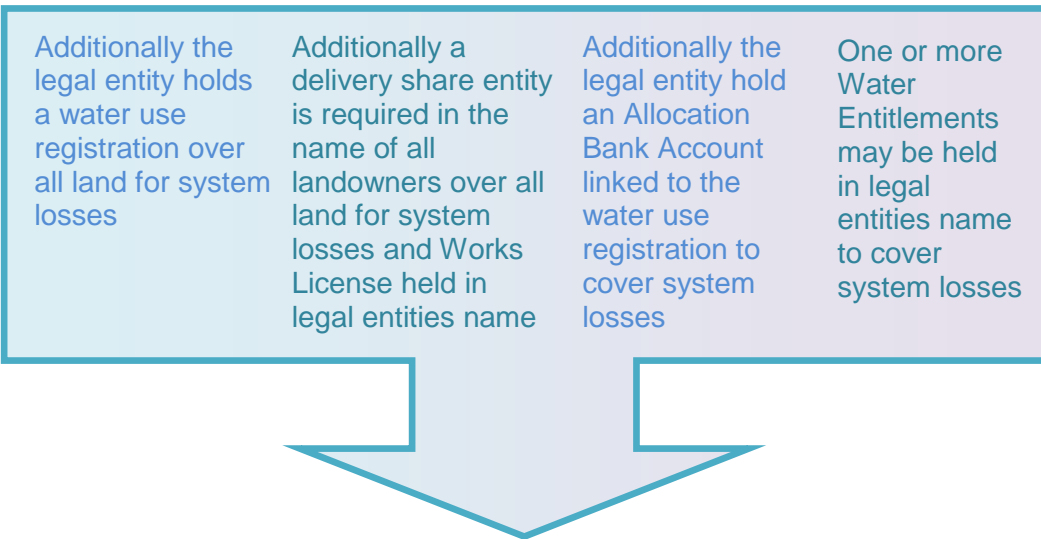 Additionally the
legal entity holds
a water use
registration over
all land for system
losses
Additionally a
delivery share entity
is required in the
name of all
landowners over all
land for system
losses and Works
License held in
legal entities name
Additionally the
legal entity hold
an Allocation
Bank Account
linked to the
water use
registration to
cover system
losses
One or more
Water
Entitlements
may be held
in legal
entities name
to cover
system losses